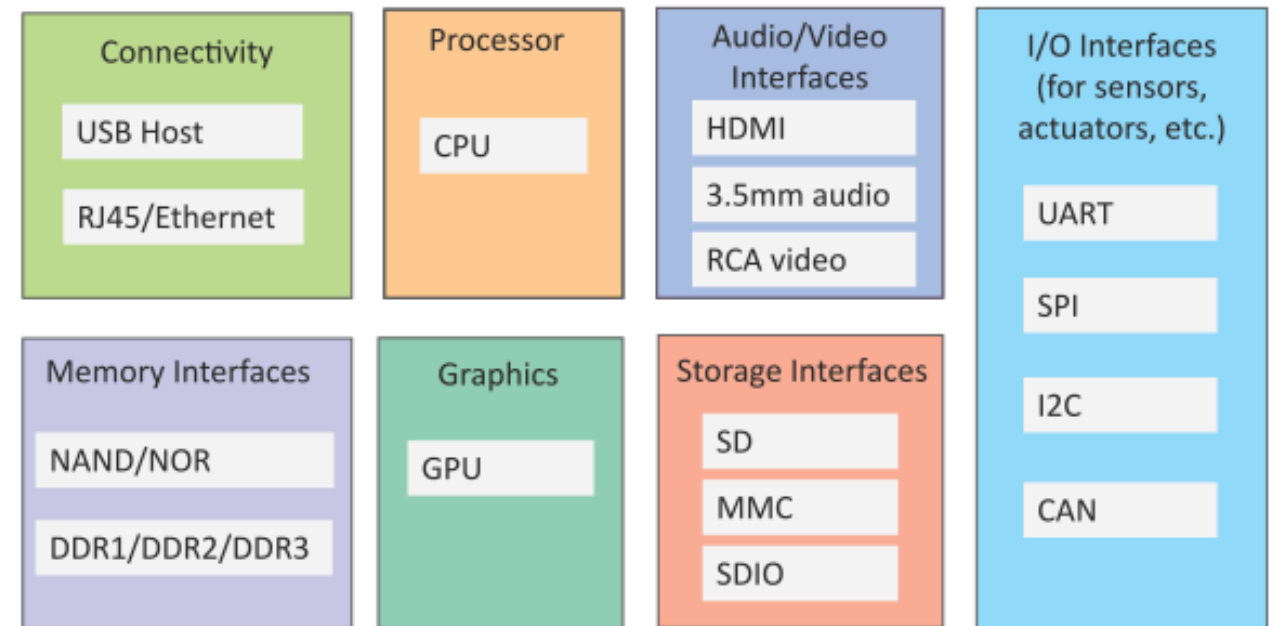 Connectivity
USB Host
RJ45/Ethernet
Processor
CPU
Audio/Video
Interfaces
HDMI
3.5mm audio
RCA video
I/O Interfaces
(for sensors,
actuators, etc.)
UART
SPI
I2C
CAN
Memory Interfaces
NAND/NOR
DDR1/DDR2/DDR3
Graphics
GPU
Storage Interfaces
SD
MMC
SDIO